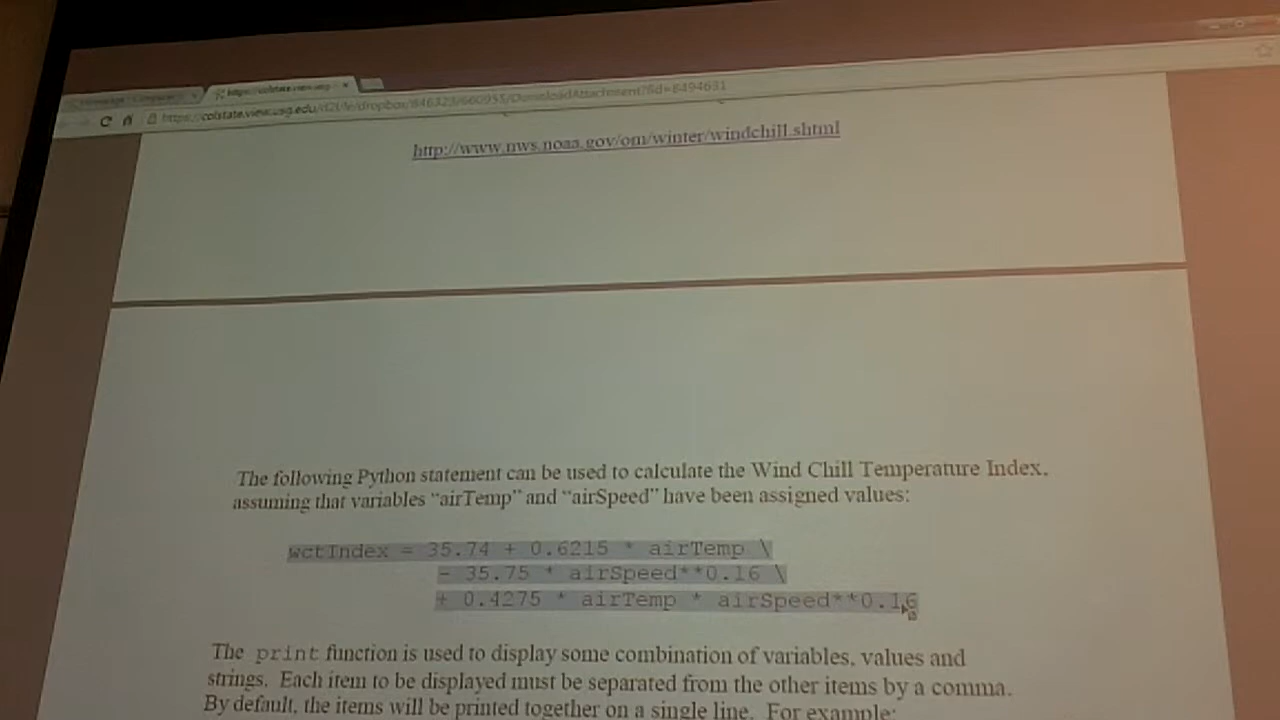 http://www.nws.noaa.gov/om/winter/windchill.shtml
The following Python statement can be used to calculate the Wind Chill Temperature Index,
assuming that variables “airTemp” and “airSpeed” have been assigned values:
wctIndex = 35.74 + 0.6215 * airTemp \
- 35.75 * airSpeed**0.16 \
+ 0.4275 * airTemp * airSpeed**0.16
The print function is used to display some combination of variables, values and
strings. Each item to be displayed must be separated from the other items by a comma.
By default, the items will be printed together on a single line. For example: